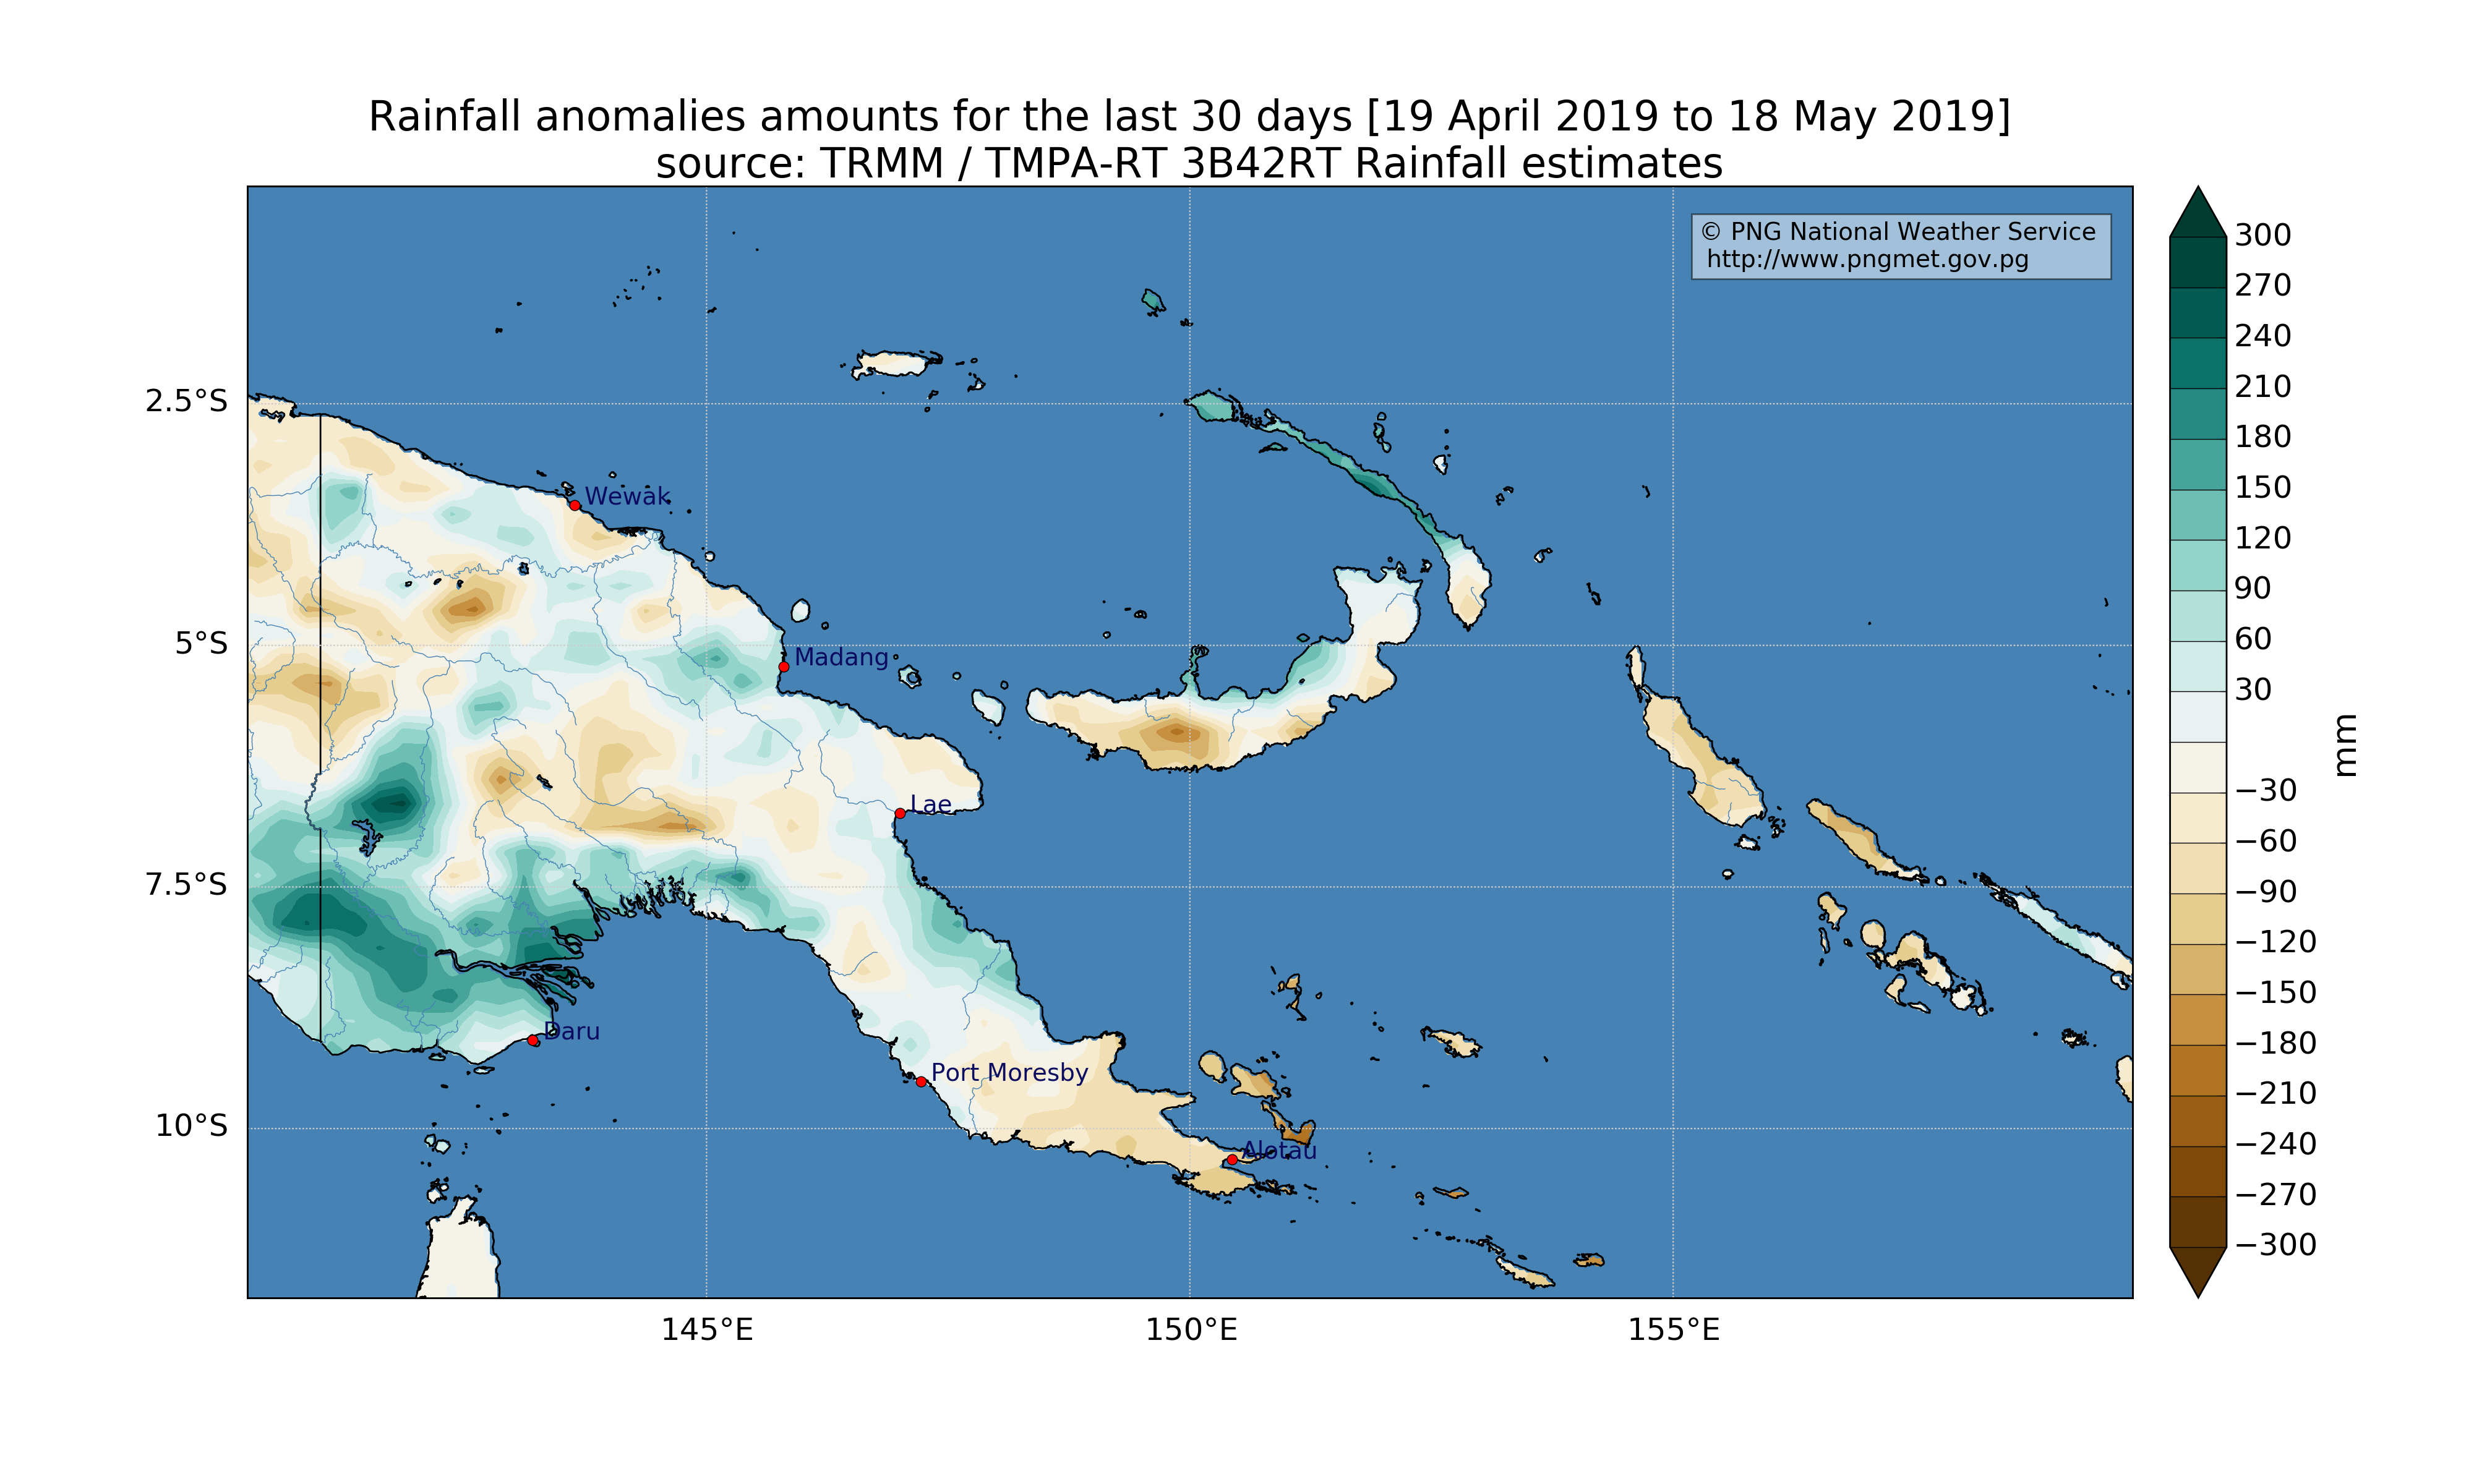 Rainfall anomalies amounts for the last 30 days [19 April 2019 to 18 May 2019]
source: TRMM / TMPA-RT 3B42RT Rainfall estimates
© PNG National Weather Service
http://www.pngmet.gov.pg
2.5°S
5°S
7.5°S
10°S
145°E
150°E
155°E
Wewak
Madang
Lae
Daru
Port Moresby
Alotau
300
270
240
210
180
150
120
90
60
30
−30
−60
−90
−120
−150
−180
−210
−240
−270
−300
mm